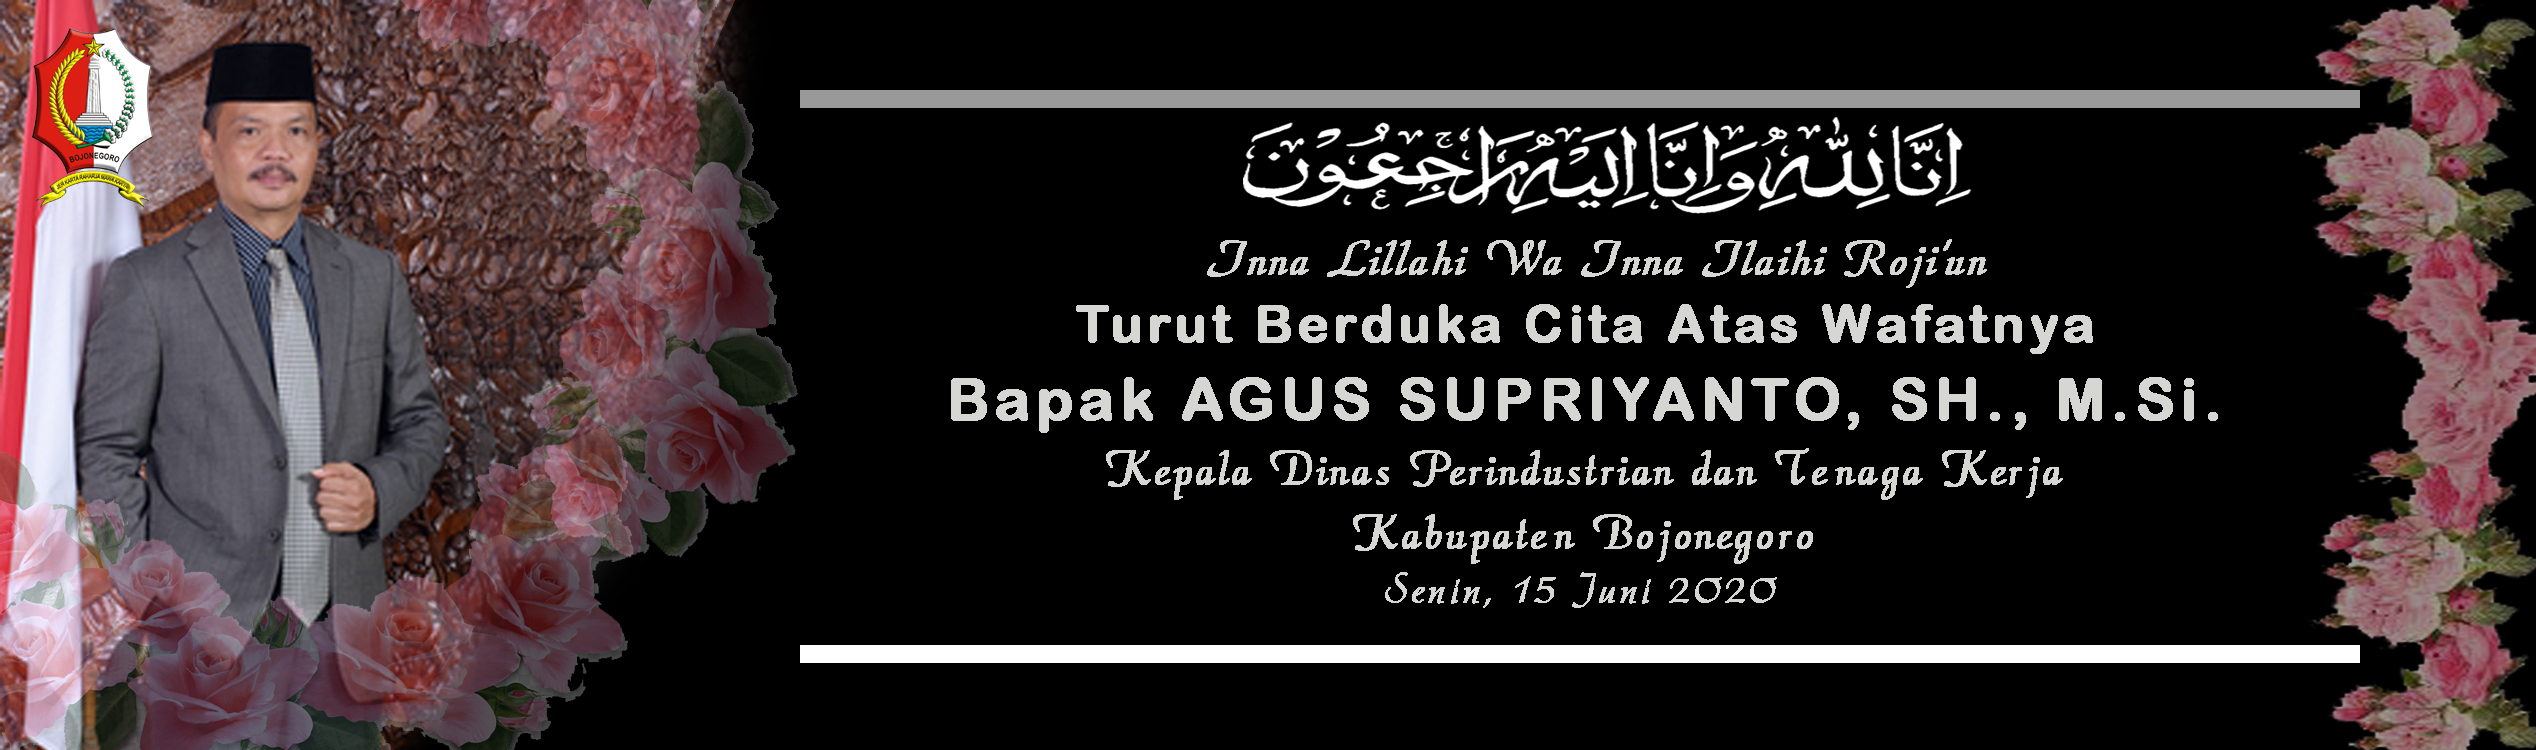 BOJONEGORO
إِنَّا لِلّٰهِ وَإِنَّا إِلَيْهِ رَاجِعُوْنَ
Inna Lillahi Wa Inna Ilaihi Roji'un
Turut Berduka Cita Atas Wafatnya
Bapak AGUS SUPRIYANTO, SH., M.Si.
Kepala Dinas Perindustrian dan Tenaga Kerja
Kabupaten Bojonegoro
Senin, 15 Juni 2020